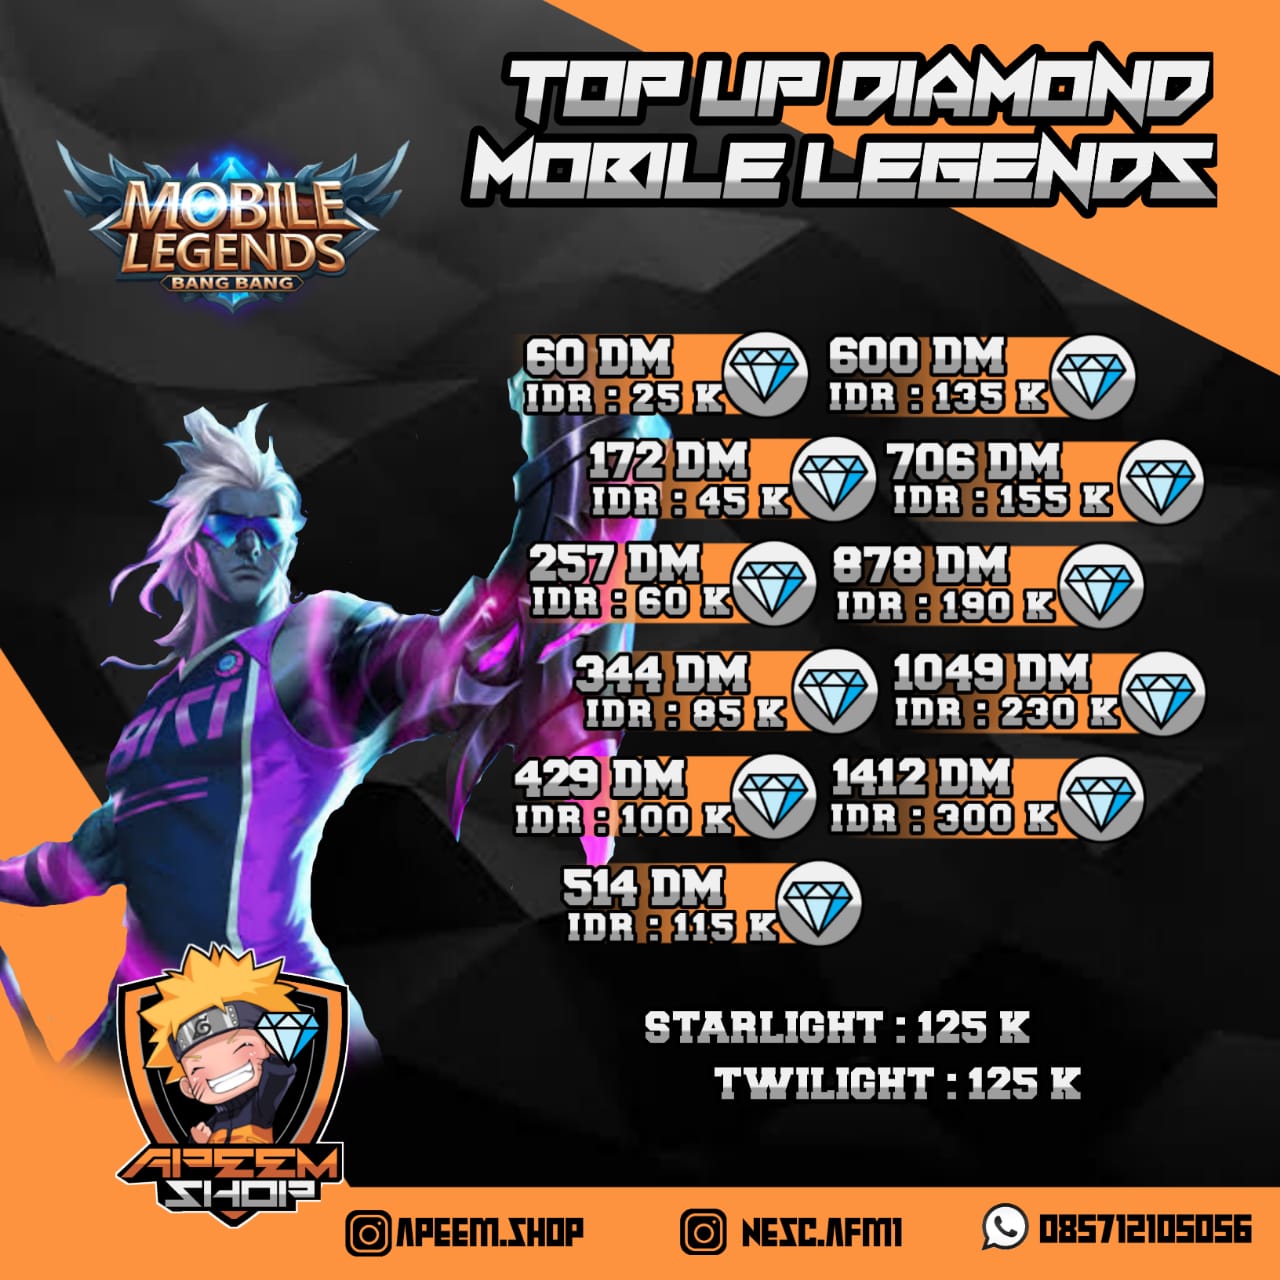 TOP UP DIAMOND
MOBILE LEGENDS
MOBILE
LEGENDS
BANG BANG
60 DM
IDR : 25 K
600 DM
IDR : 135 K
172 DM
IDR : 45 K
706 DM
IDR : 155 K
257 DM
IDR : 60 K
878 DM
IDR : 190 K
344 DM
IDR : 85 K
1049 DM
IDR : 230 K
429 DM
IDR : 100 K
1412 DM
IDR : 300 K
514 DM
IDR : 115 K
STARLIGHT : 125 K
TWILIGHT : 125 K
APEEM
SHOP
APEEM.SHOP
NESC.AFM1
085712105056